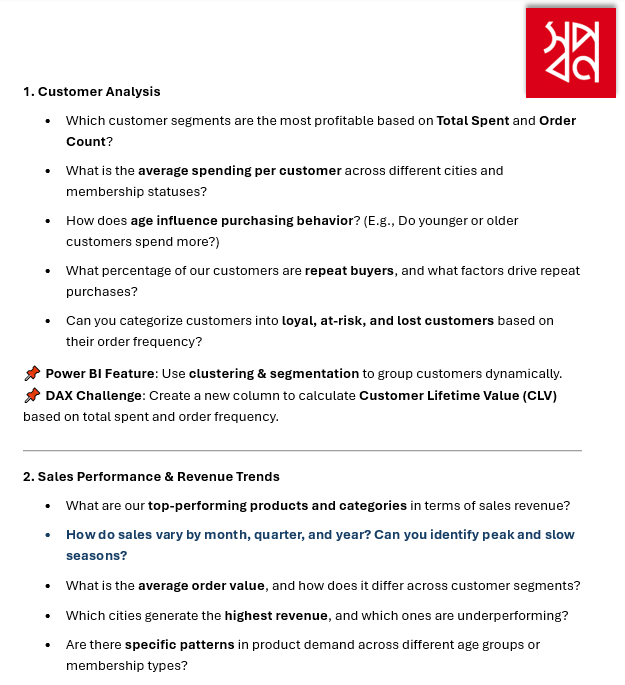 স্বপ্ন
1. Customer Analysis
• Which customer segments are the most profitable based on Total Spent and Order
Count?
• What is the average spending per customer across different cities and
membership statuses?
• How does age influence purchasing behavior? (E.g., Do younger or older
customers spend more?)
• What percentage of our customers are repeat buyers, and what factors drive repeat
purchases?
• Can you categorize customers into loyal, at-risk, and lost customers based on
their order frequency?
📌 Power BI Feature: Use clustering & segmentation to group customers dynamically.
📌 DAX Challenge: Create a new column to calculate Customer Lifetime Value (CLV)
based on total spent and order frequency.
2. Sales Performance & Revenue Trends
• What are our top-performing products and categories in terms of sales revenue?
• How do sales vary by month, quarter, and year? Can you identify peak and slow
seasons?
• What is the average order value, and how does it differ across customer segments?
• Which cities generate the highest revenue, and which ones are underperforming?
• Are there specific patterns in product demand across different age groups or
membership types?